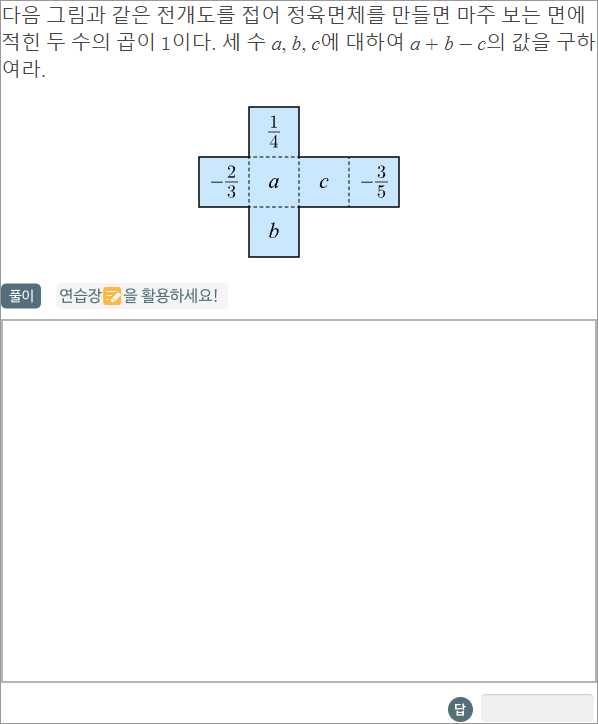 다음 그림과 같은 전개도를 접어 정육면체를 만들면 마주 보는 면에
적힌 두 수의 곱이 1이다. 세 수 a, b, c에 대하여 a + b − c의 값을 구하
여라.
1/4
−2/3 a c −3/5
b
풀이 연습장을 활용하세요!
답